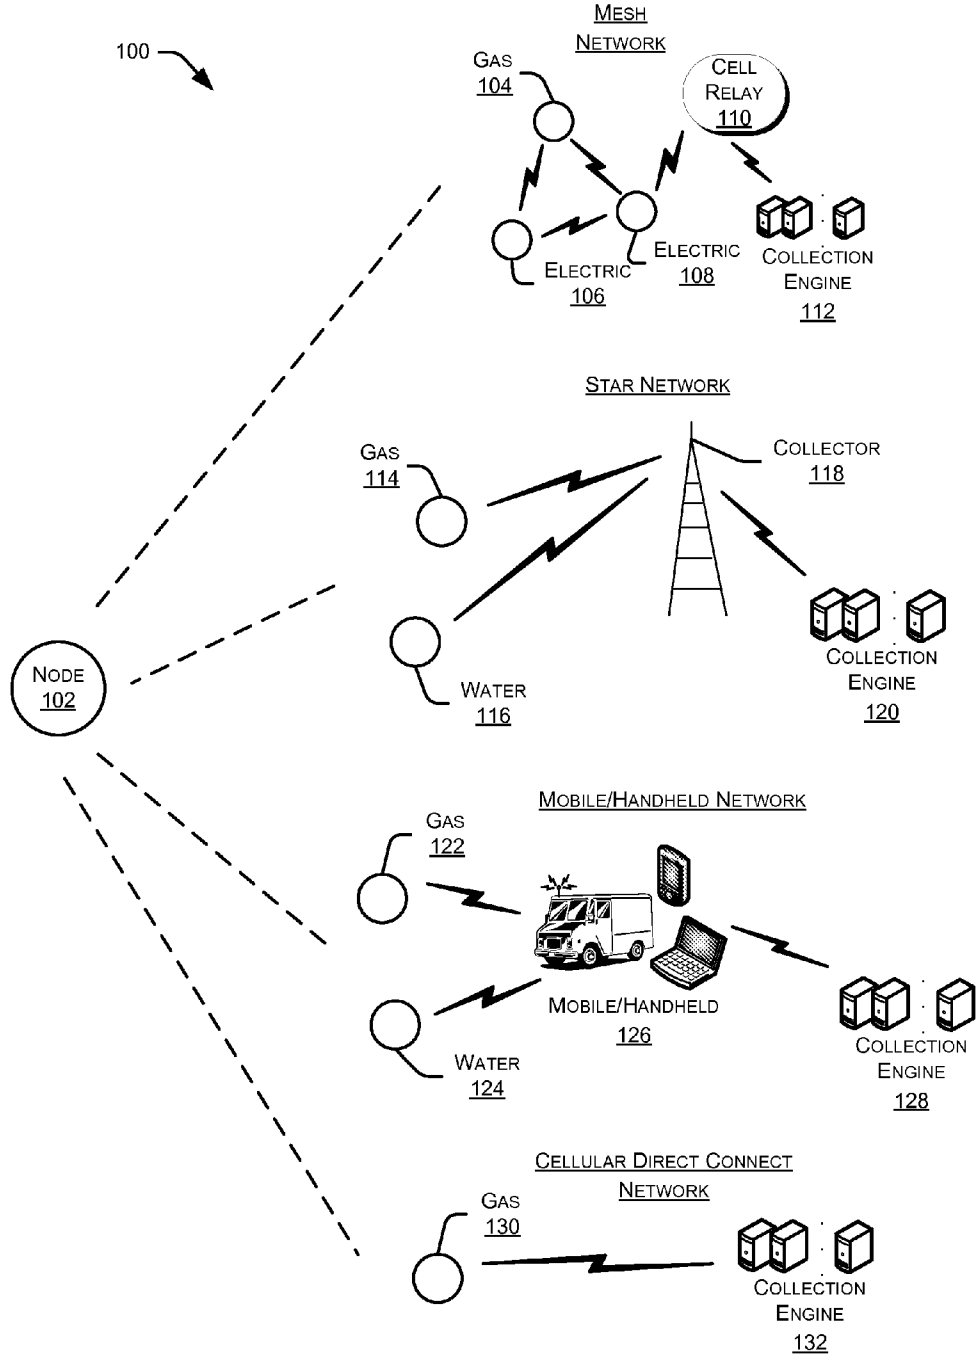 100
MESH
NETWORK
GAS
104
CELL
RELAY
110
ELECTRIC
106
ELECTRIC
108
COLLECTION
ENGINE
112
STAR NETWORK
GAS
114
COLLECTOR
118
WATER
116
COLLECTION
ENGINE
120
NODE
102
MOBILE/HANDHELD NETWORK
GAS
122
MOBILE/HANDHELD
126
WATER
124
COLLECTION
ENGINE
128
CELLULAR DIRECT CONNECT
NETWORK
GAS
130
COLLECTION
ENGINE
132